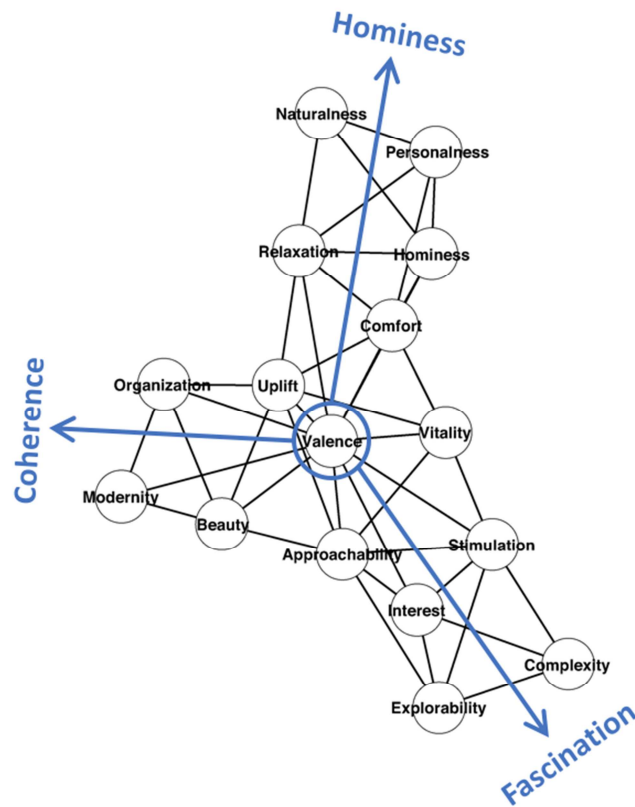 Hominess
Naturalness
Personalness
Relaxation
Hominess
Comfort
Organization
Uplift
Coherence
Valence
Vitality
Modernity
Beauty
Approachability
Stimulation
Interest
Complexity
Explorability
Fascination